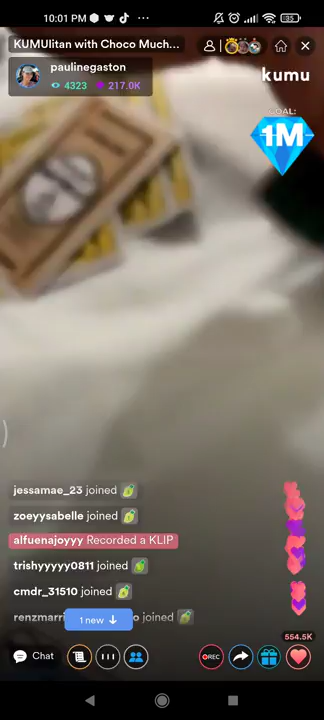 10:01 PM
35
KUMUlitan with Choco Much...
paulinegaston
4323 217.0K
kumu
GOAL:
1M
jessamae_23 joined
zoeyysabelle joined
alfuenajoyyy Recorded a KLIP
trishyyyyy0811 joined
cmdr_31510 joined
joined
1 new ↓
554.5K
Chat
REC